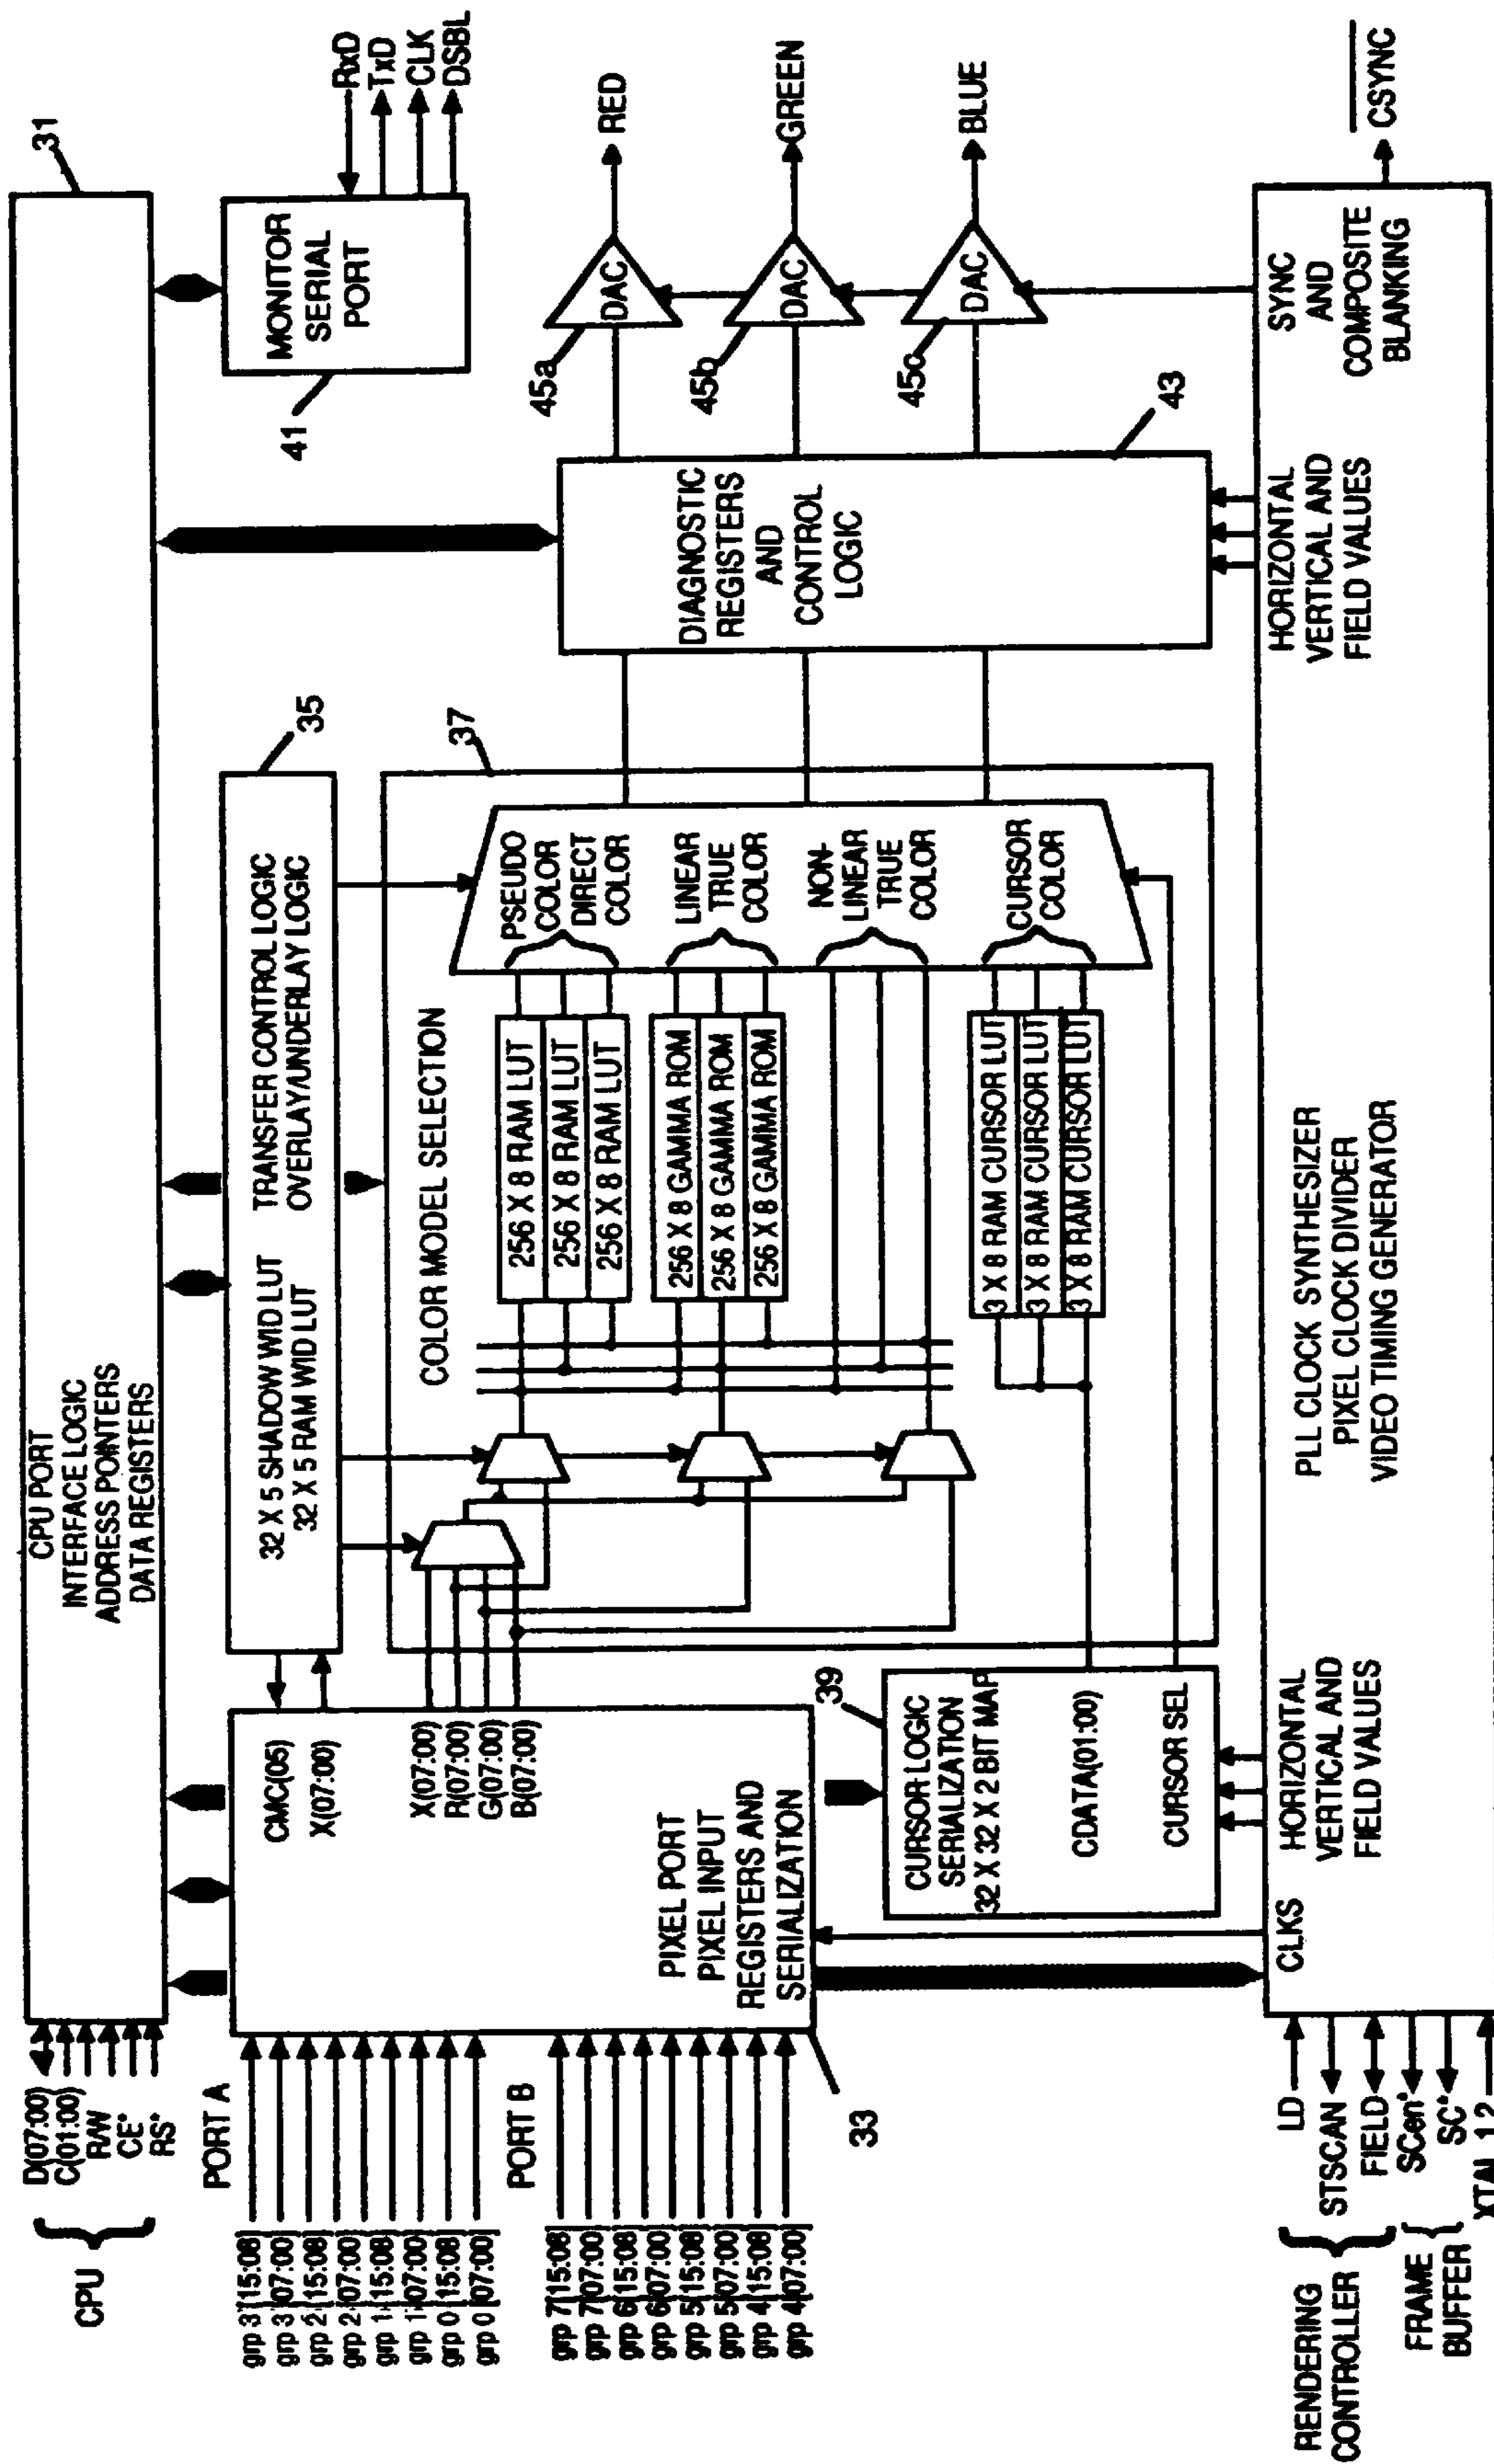 CPU
D(07:00)
C(01:00)
R/W
CE*
RS*
CPU PORT
INTERFACE LOGIC
ADDRESS POINTERS
DATA REGISTERS
31
PORT A
grp 3[15:08]
grp 3[07:00]
grp 2[15:08]
grp 2[07:00]
grp 1[15:08]
grp 1[07:00]
grp 0[15:08]
grp 0[07:00]
PORT B
grp 7[15:08]
grp 7[07:00]
grp 6[15:08]
grp 6[07:00]
grp 5[15:08]
grp 5[07:00]
grp 4[15:08]
grp 4[07:00]
33
CMC(05)
X(07:00)
X(07:00)
R(07:00)
G(07:00)
B(07:00)
PIXEL PORT
PIXEL INPUT
REGISTERS AND
SERIALIZATION
32 X 5 SHADOW WID LUT
32 X 5 RAM WID LUT
TRANSFER CONTROL LOGIC
OVERLAY/UNDERLAY LOGIC
35
37
COLOR MODEL SELECTION
256 X 8 RAM LUT
256 X 8 RAM LUT
256 X 8 RAM LUT
256 X 8 GAMMA ROM
256 X 8 GAMMA ROM
256 X 8 GAMMA ROM
3 X 8 RAM CURSOR LUT
3 X 8 RAM CURSOR LUT
3 X 8 RAM CURSOR LUT
PSEUDO
COLOR
DIRECT
COLOR
LINEAR
TRUE
COLOR
NON-
LINEAR
TRUE
COLOR
CURSOR
COLOR
39
CURSOR LOGIC
SERIALIZATION
32 X 32 X 2 BIT MAP
CDATA(01:00)
CURSOR SEL
MONITOR
SERIAL
PORT
41
RxD
TxD
CLK
DSBL
DIAGNOSTIC
REGISTERS
AND
CONTROL
LOGIC
43
45a
DAC
RED
45b
DAC
GREEN
45c
DAC
BLUE
RENDERING
CONTROLLER
LD
STSCAN
FIELD
FRAME
BUFFER
SCen*
SC*
XTAL 1,2
CLKS
HORIZONTAL
VERTICAL AND
FIELD VALUES
PLL CLOCK SYNTHESIZER
PIXEL CLOCK DIVIDER
VIDEO TIMING GENERATOR
HORIZONTAL
VERTICAL AND
FIELD VALUES
SYNC
AND
COMPOSITE
BLANKING
CSYNC